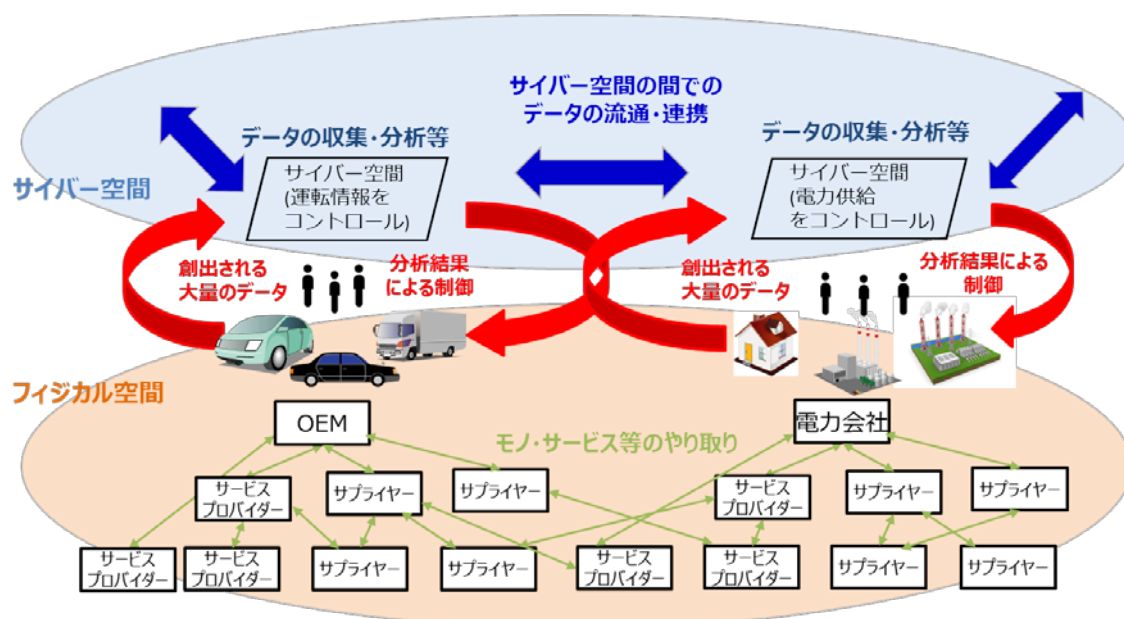 サイバー空間の間での
データの流通・連携
データの収集・分析等
データの収集・分析等
サイバー空間
(運転情報を
コントロール)
サイバー空間
(電力供給
をコントロール)
サイバー空間
創出される
大量のデータ
分析結果
による制御
創出される
大量のデータ
分析結果による
制御
フィジカル空間
OEM
電力会社
モノ・サービス等のやり取り
サービス
プロバイダー
サプライヤー
サプライヤー
サービス
プロバイダー
サプライヤー
サプライヤー
サービス
プロバイダー
サービス
プロバイダー
サプライヤー
サプライヤー
サービス
プロバイダー
サービス
プロバイダー
サプライヤー
サプライヤー